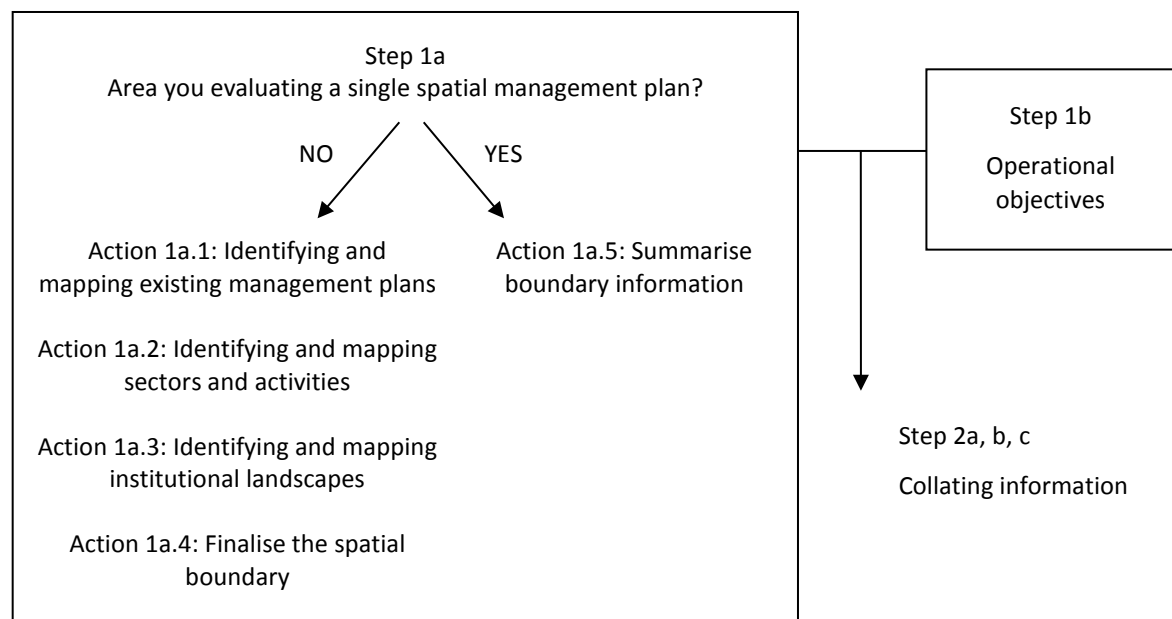 Step 1a
Area you evaluating a single spatial management plan?
NO
YES
Action 1a.1: Identifying and
mapping existing management plans
Action 1a.2: Identifying and mapping
sectors and activities
Action 1a.3: Identifying and mapping
institutional landscapes
Action 1a.4: Finalise the spatial
boundary
Action 1a.5: Summarise
boundary information
Step 1b
Operational
objectives
Step 2a, b, c
Collating information